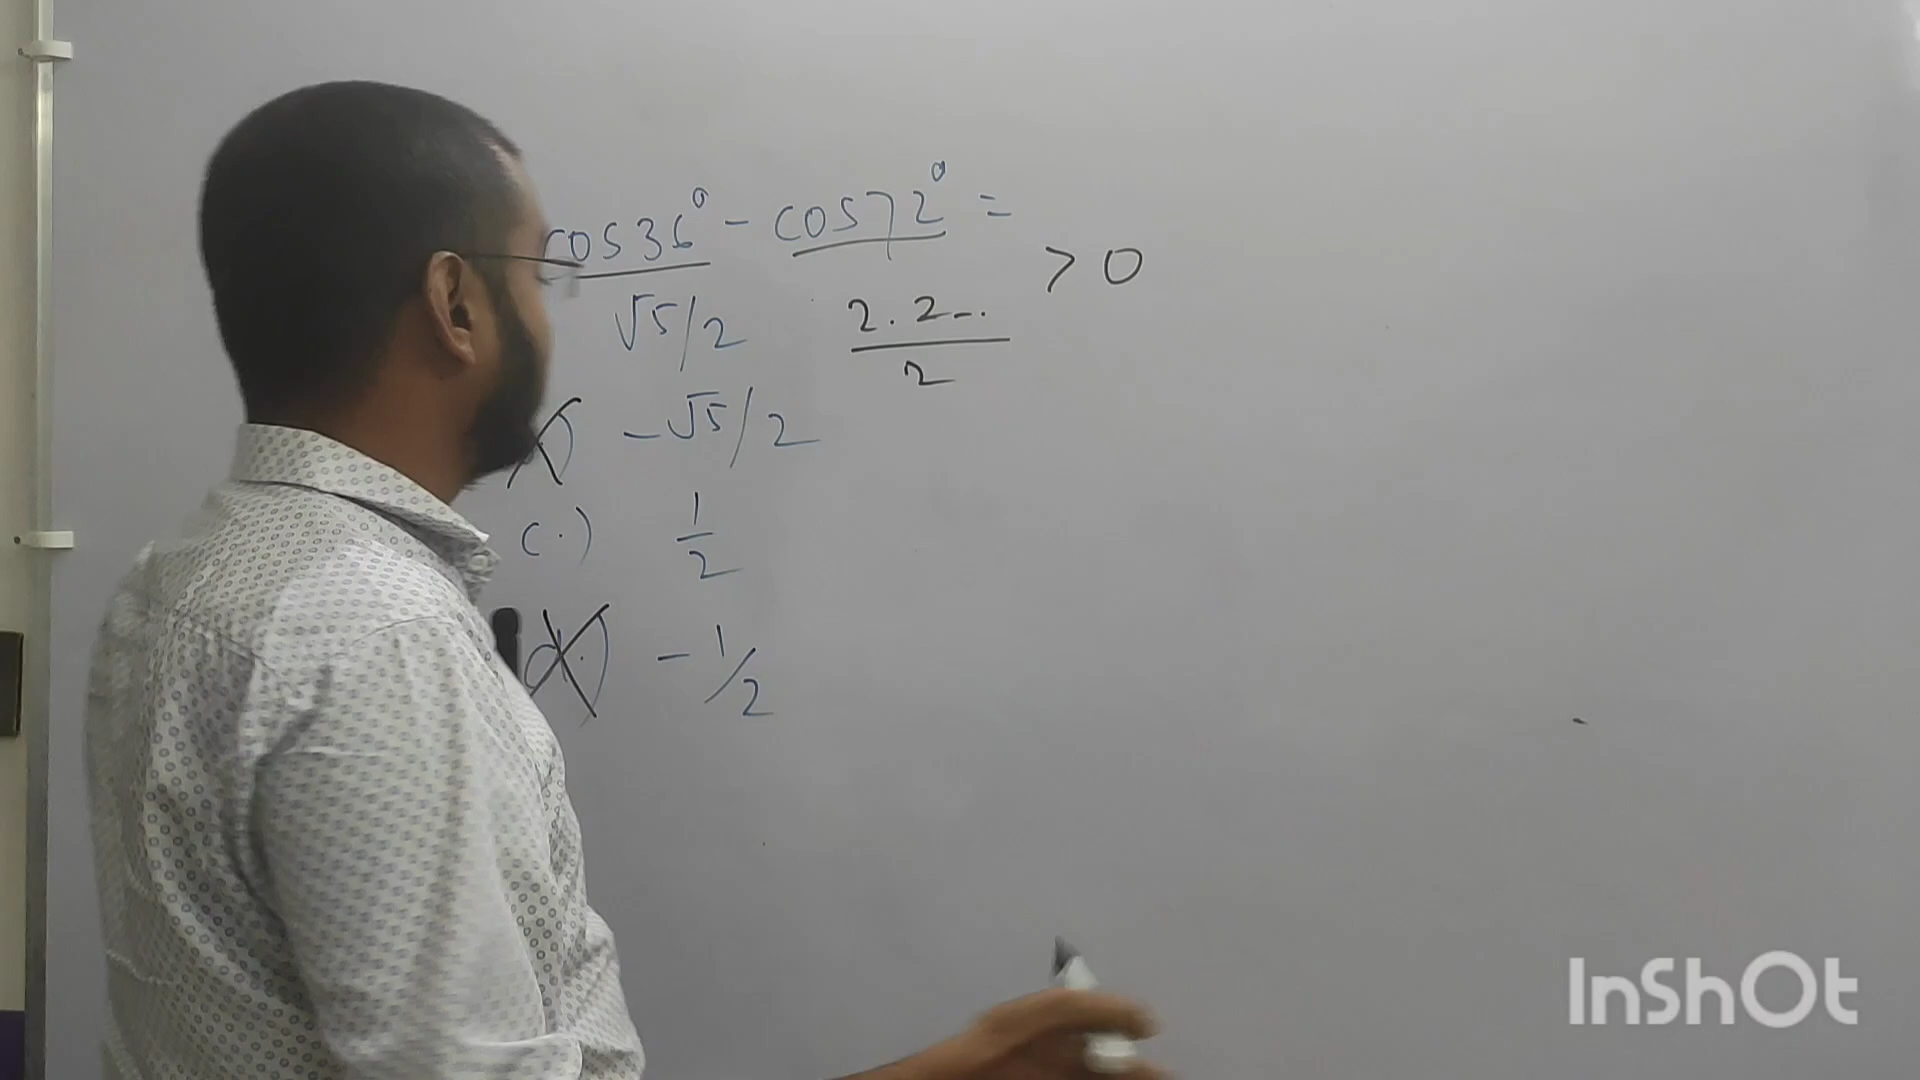 cos36° - cos72° =
> 0
√5/2 2.2-..
2
-√5/2
c.) 1/2
d.) -1/2
InShOt